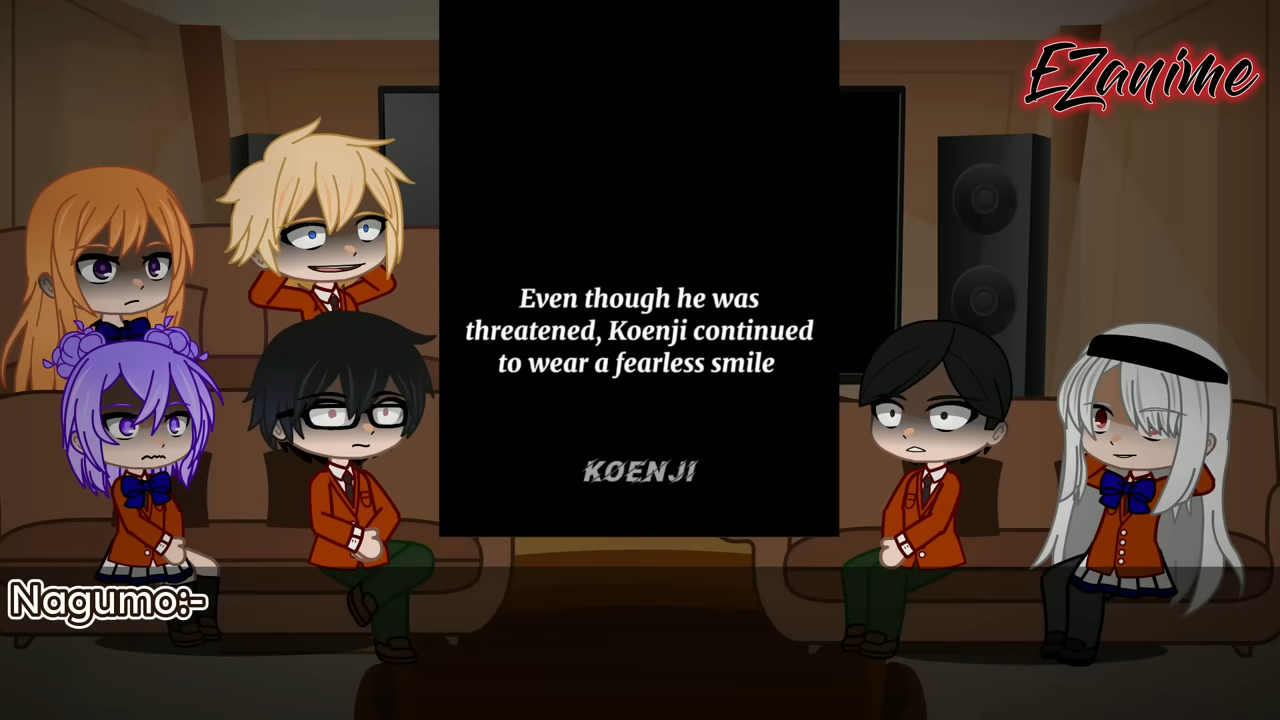 EZanime
Even though he was
threatened, Koenji continued
to wear a fearless smile
KOENJI
Nagumo:-